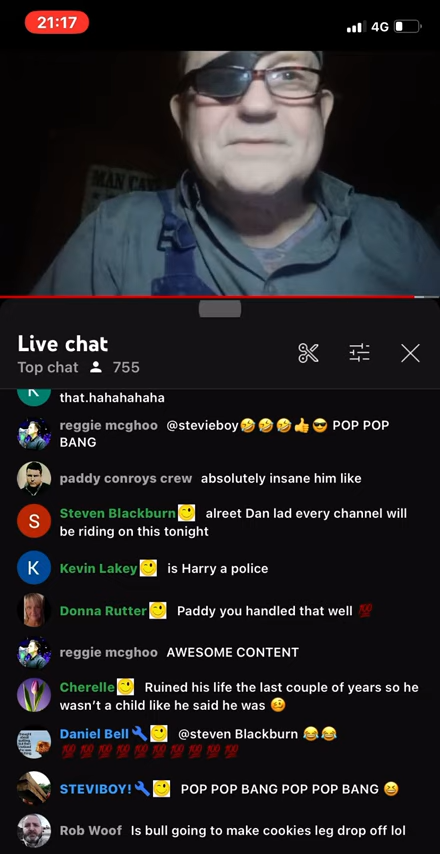 21:17
4G
MAN CA
Live chat
Top chat 755
K
that.hahahahaha
reggie mcghoo @stevieboy🤣🤣🤣👍😎 POP POP
BANG
paddy conroys crew absolutely insane him like
S
Steven Blackburn alreet Dan lad every channel will
be riding on this tonight
K
Kevin Lakey is Harry a police
Donna Rutter Paddy you handled that well 💯
reggie mcghoo AWESOME CONTENT
Cherelle Ruined his life the last couple of years so he
wasn't a child like he said he was 🥴
Daniel Bell🔧 @steven Blackburn 😂😂
💯💯💯💯💯💯💯💯💯💯
STEVIBOY!🔧 POP POP BANG POP POP BANG 😆
Rob Woof Is bull going to make cookies leg drop off lol